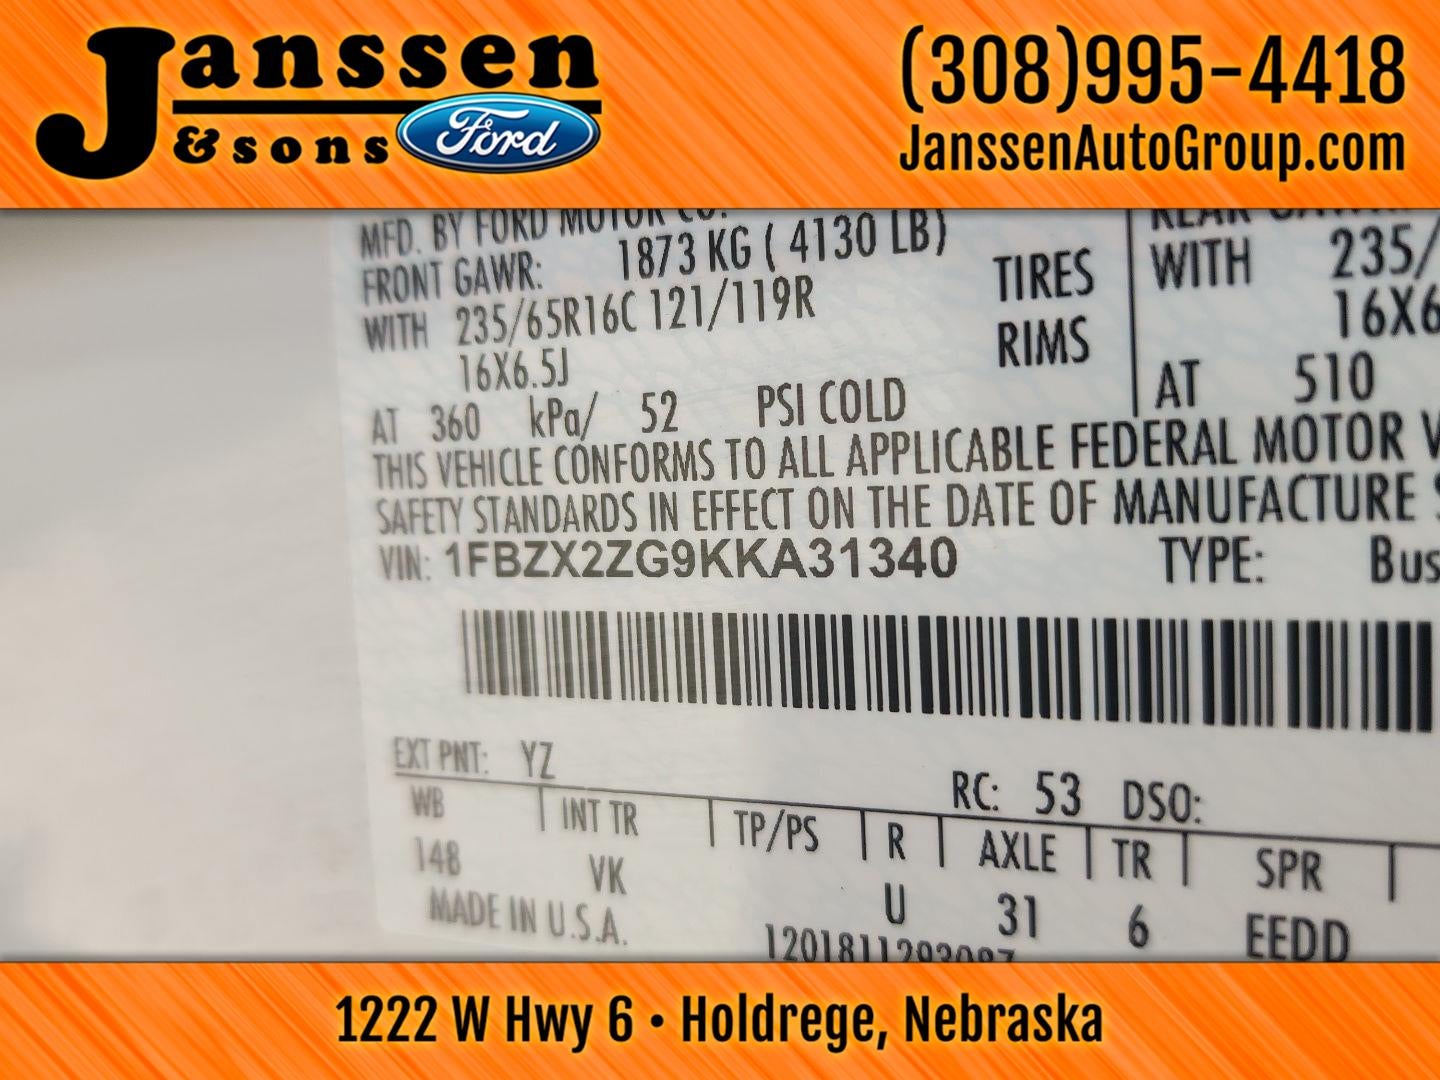 Janssen
& sons Ford
(308)995-4418
JanssenAutoGroup.com
MFD. BY FORD MOTOR CO.
FRONT GAWR: 1873 KG ( 4130 LB)
WITH 235/65R16C 121/119R TIRES
16X6.5J RIMS
AT 360 kPa/ 52 PSI COLD
REAR
WITH 235/
16X6
AT 510
THIS VEHICLE CONFORMS TO ALL APPLICABLE FEDERAL MOTOR V
SAFETY STANDARDS IN EFFECT ON THE DATE OF MANUFACTURE S
VIN: 1FBZX2ZG9KKA31340 TYPE: Bus
EXT PNT: YZ RC: 53 DSO:
WB INT TR TP/PS R AXLE TR SPR
148 VK U 31 6 EEDD
MADE IN U.S.A.
1222 W Hwy 6 • Holdrege, Nebraska